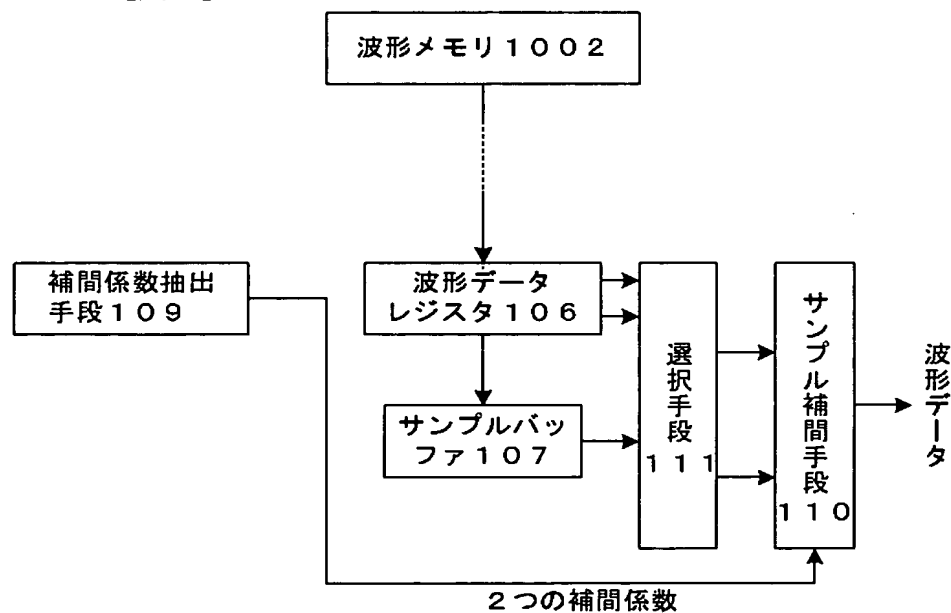 波形メモリ１００２
補間係数抽出
手段１０９
波形データ
レジスタ１０６
サンプルバッ
ファ１０７
選択手段
１１１
サンプル補間手段
１１０
波形データ
２つの補間係数